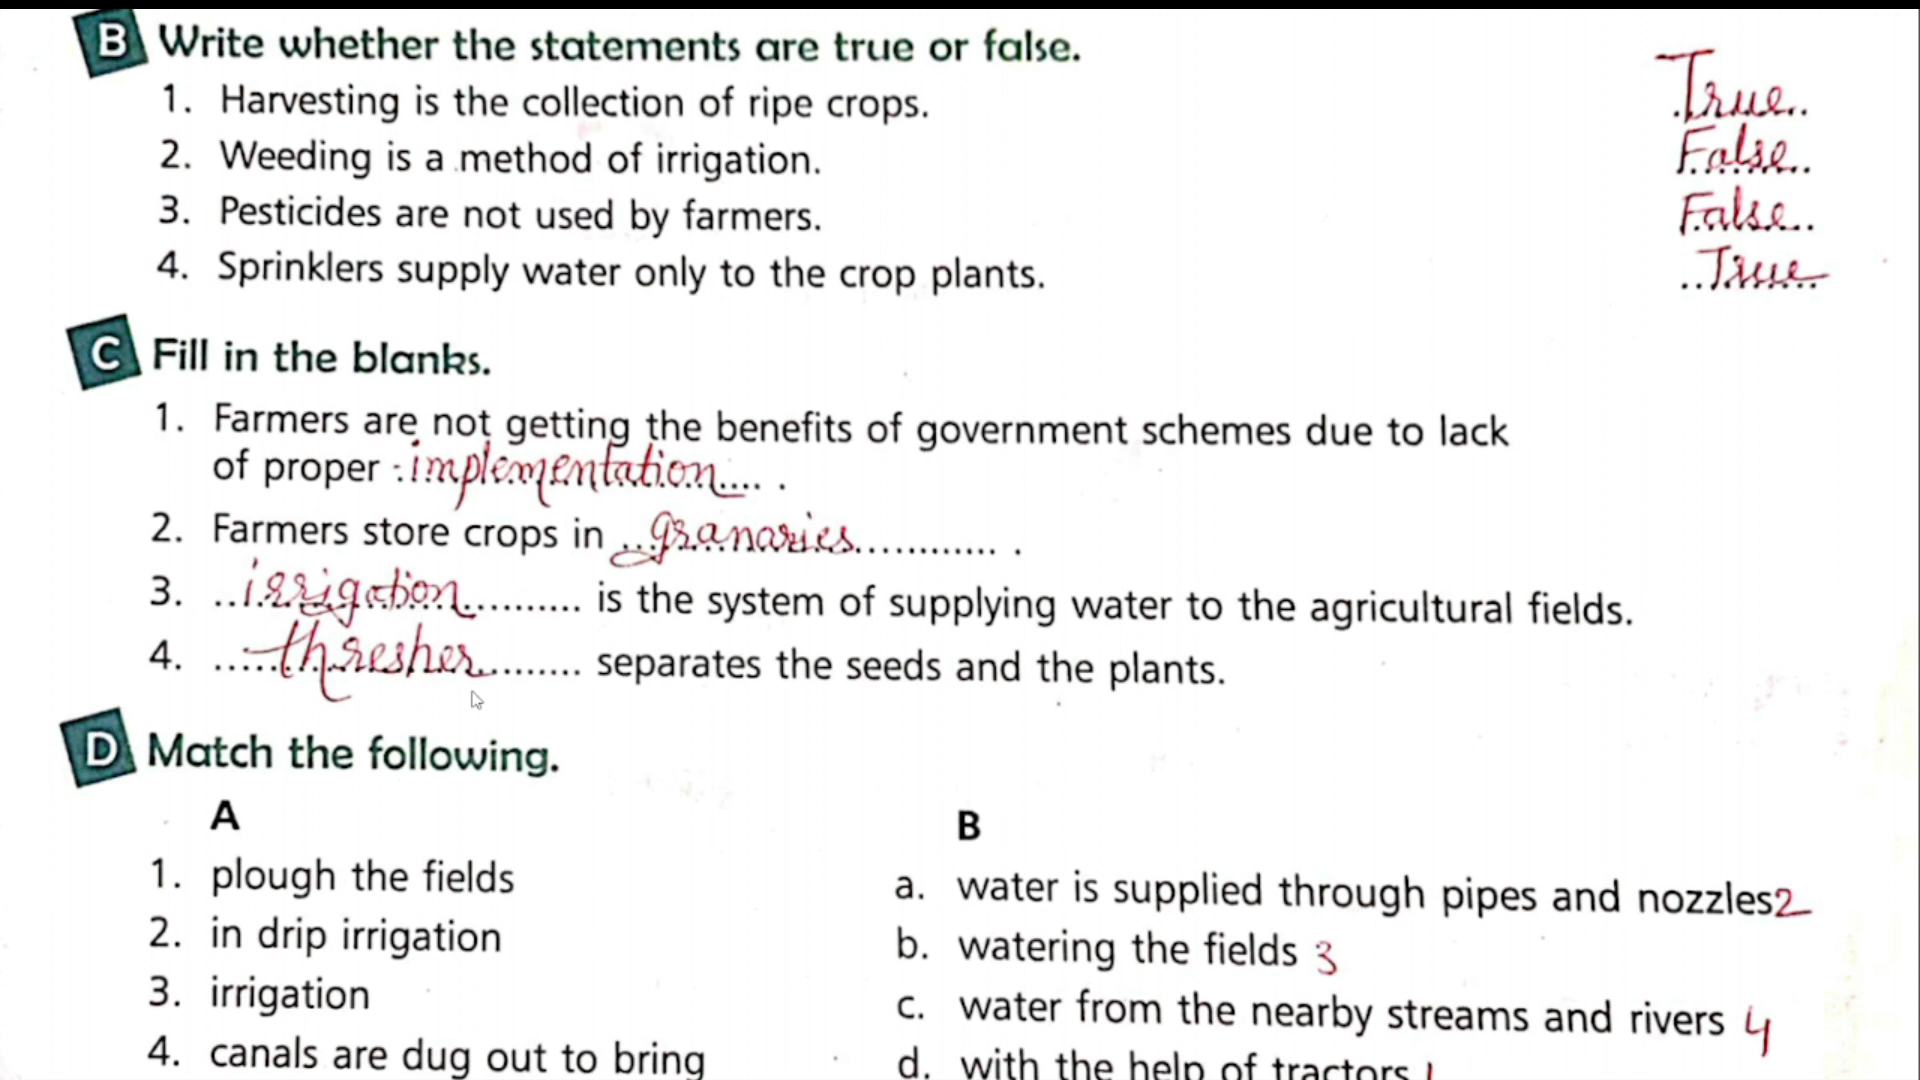 B Write whether the statements are true or false.
1. Harvesting is the collection of ripe crops. True
2. Weeding is a method of irrigation. False
3. Pesticides are not used by farmers. False
4. Sprinklers supply water only to the crop plants. True
C Fill in the blanks.
1. Farmers are not getting the benefits of government schemes due to lack
of proper implementation.... .
2. Farmers store crops in ..granaries............. .
3. ..irrigation.......... is the system of supplying water to the agricultural fields.
4. .....thresher......... separates the seeds and the plants.
D Match the following.
A B
1. plough the fields a. water is supplied through pipes and nozzles 2
2. in drip irrigation b. watering the fields 3
3. irrigation c. water from the nearby streams and rivers 4
4. canals are dug out to bring d. with the help of tractors 1